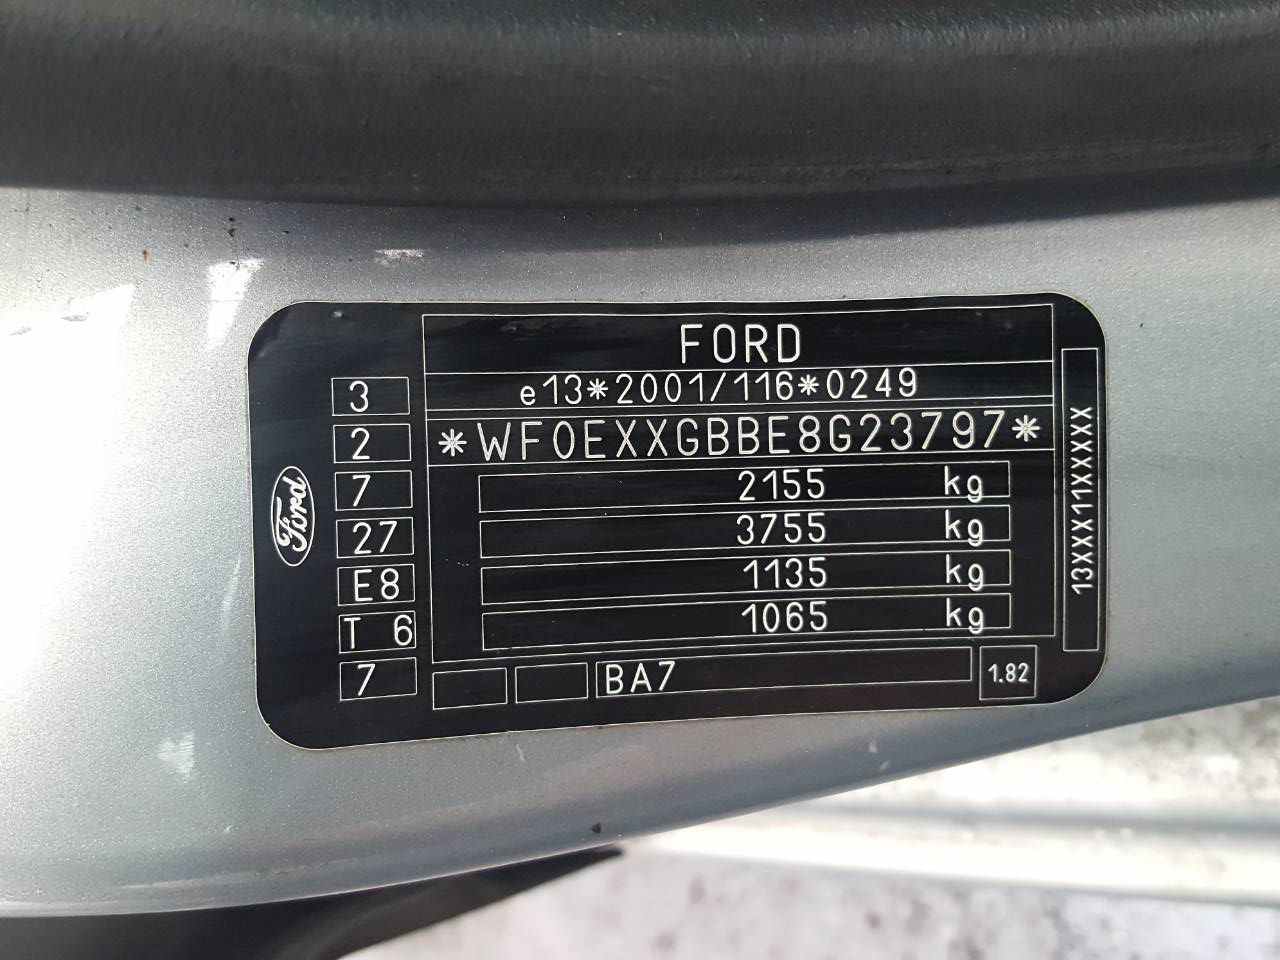 FORD
e13*2001/116*0249
*WF0EXXGBBE8G23797*
2155 kg
3755 kg
1135 kg
1065 kg
BA7
1.82
3
2
7
27
E8
T 6
7
Ford
13XXX11XXXXX